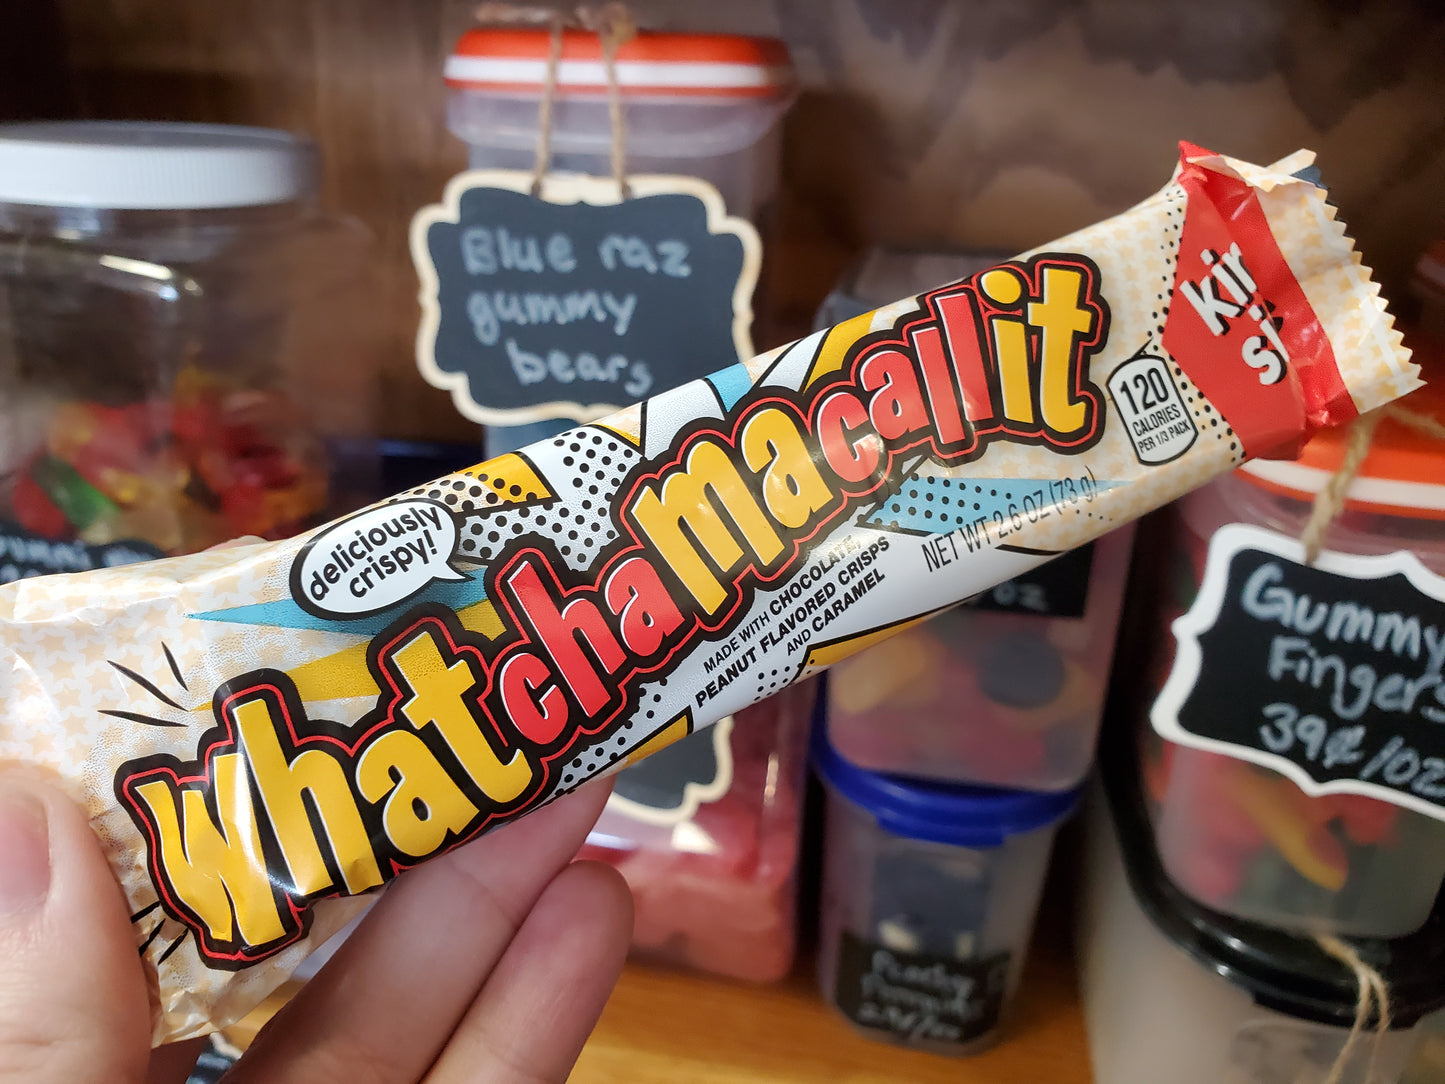 Blue raz
gummy
bears
whatchamacallit
deliciously
crispy!
MADE WITH CHOCOLATE,
PEANUT FLAVORED CRISPS
AND CARAMEL
NET WT 2.6 OZ (73 g)
120
CALORIES
PER 1/3 PACK
Gummy
Fingers
39¢/oz
oz